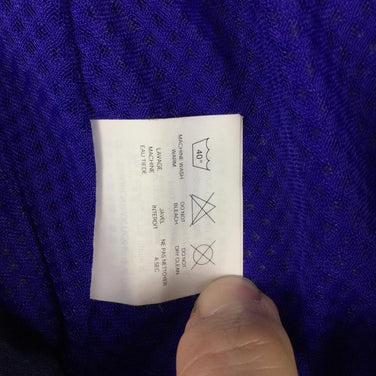 40°
MACHINE WASH
WARM
LAVAGE
MACHINE
EAU TIEDE
DO NOT
BLEACH
JAVEL
INTERDIT
DO NOT
DRY CLEAN
NE PAS NETTOYER
A SEC